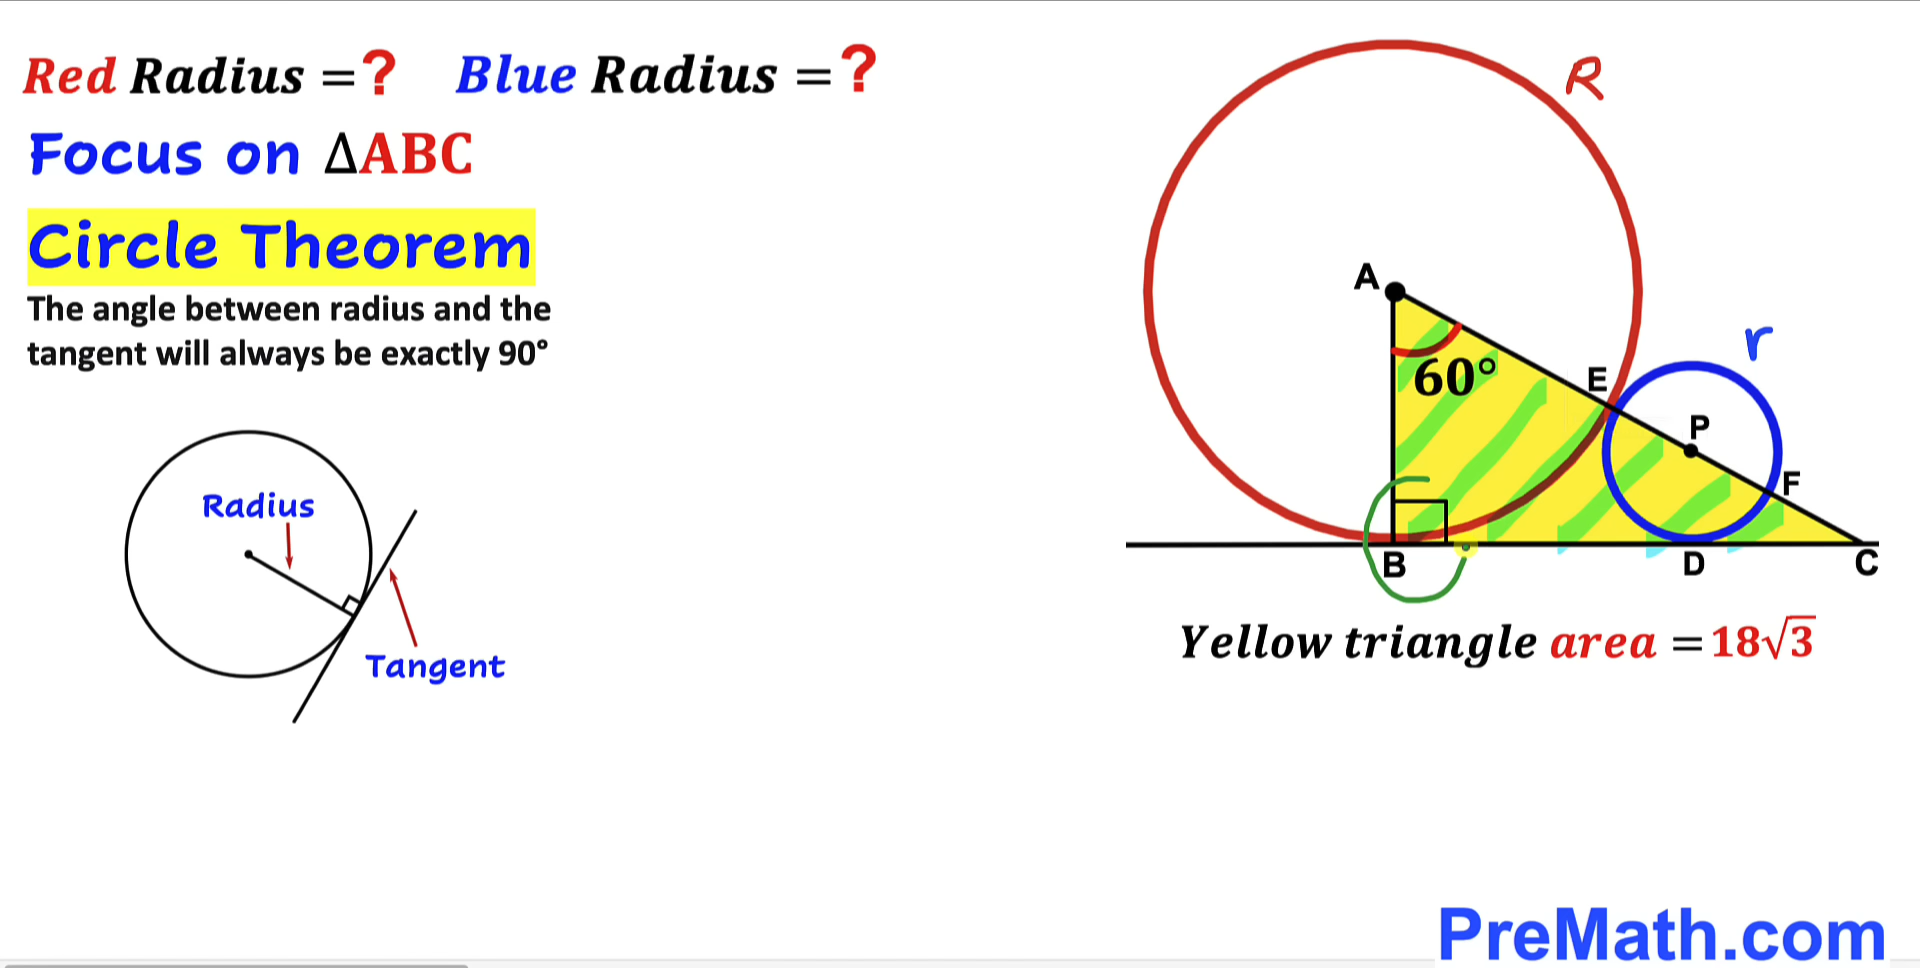 Red Radius = ? Blue Radius = ?
Focus on ΔABC
Circle Theorem
The angle between radius and the
tangent will always be exactly 90°
Radius
Tangent
R
A
60°
E
r
P
F
B
D
C
Yellow triangle area = 18√3
PreMath.com